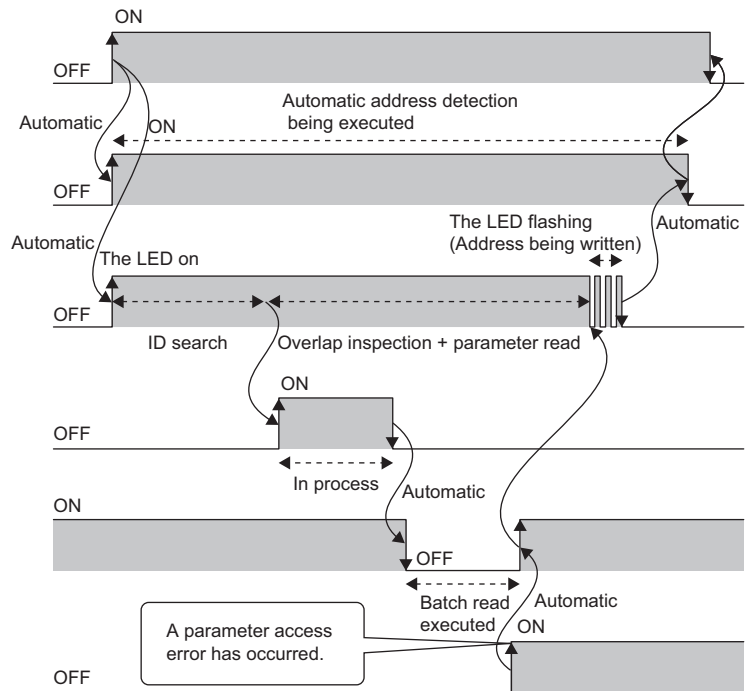 ON
OFF
Automatic
ON
Automatic address detection
being executed
OFF
The LED flashing
(Address being written)
Automatic
Automatic
The LED on
OFF
ID search
Overlap inspection + parameter read
ON
OFF
In process
Automatic
ON
OFF
Batch read
executed
Automatic
A parameter access
error has occurred.
ON
OFF